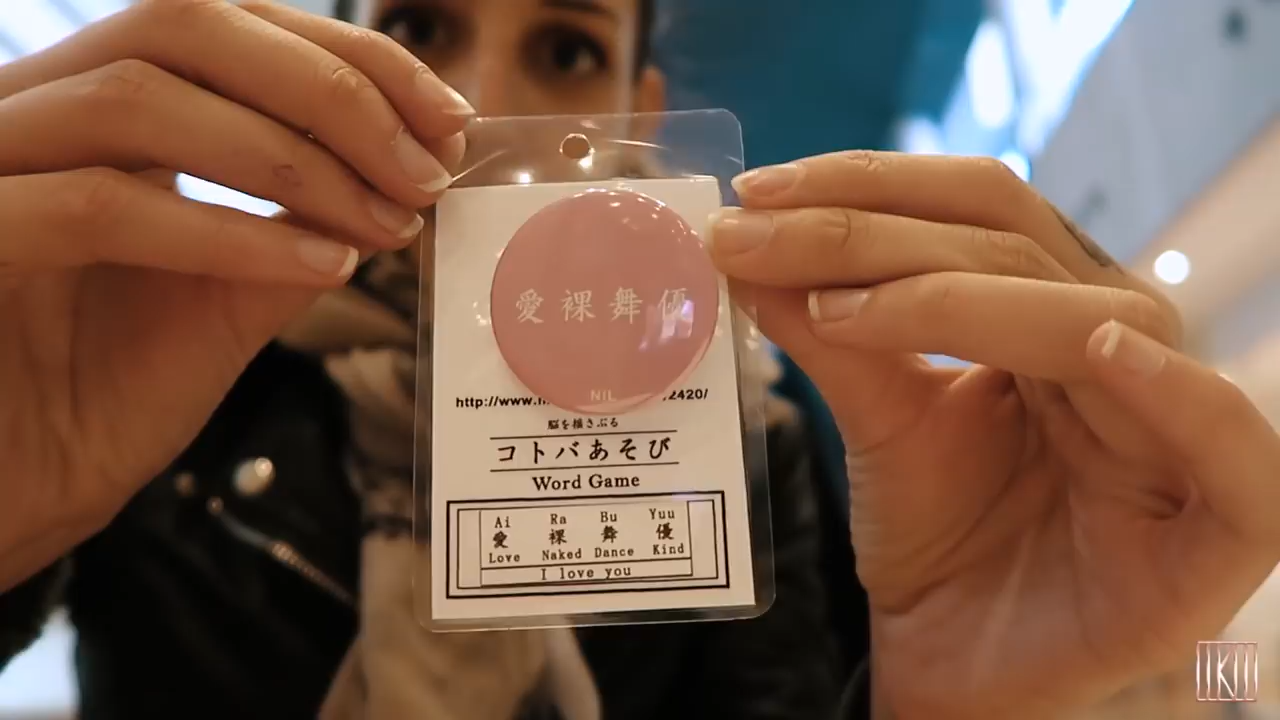 愛裸舞優
NIL
http://www. 2420/
脳を揺さぶる
コトバあそび
Word Game
Ai Ra Bu Yuu
愛 裸 舞 優
Love Naked Dance Kind
I love you